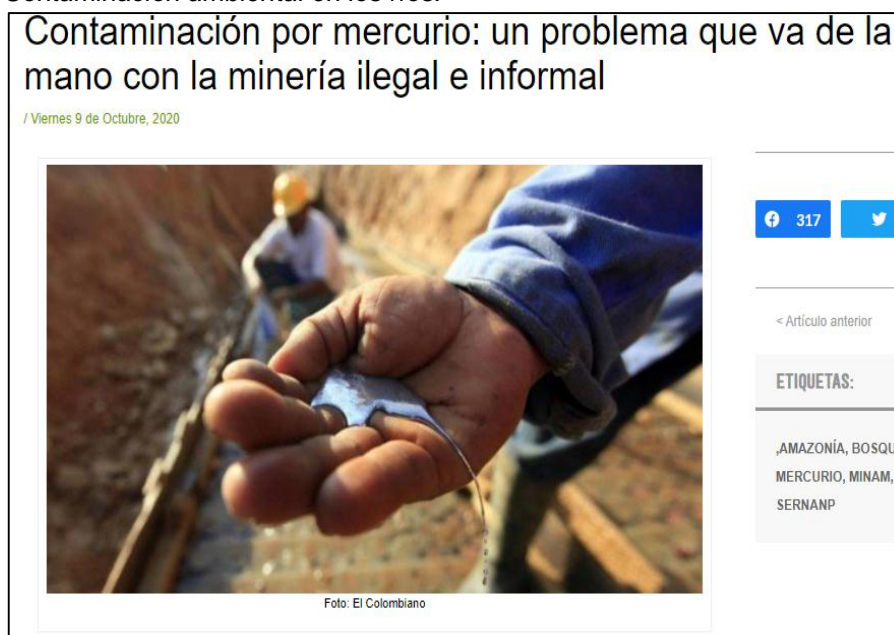 Contaminación por mercurio: un problema que va de la
mano con la minería ilegal e informal
/ Viernes 9 de Octubre, 2020
317
< Artículo anterior
ETIQUETAS:
,AMAZONÍA, BOSQU
MERCURIO, MINAM,
SERNANP
Foto: El Colombiano